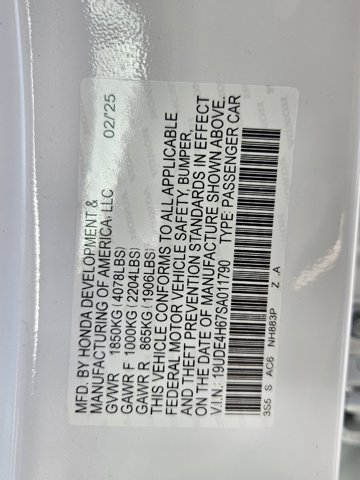 MFD. BY HONDA DEVELOPMENT &
MANUFACTURING OF AMERICA, LLC 02/'25
GVWR 1850KG (4078LBS)
GAWR F 1000KG (2204LBS)
GAWR R 865KG (1906LBS)
THIS VEHICLE CONFORMS TO ALL APPLICABLE
FEDERAL MOTOR VEHICLE SAFETY, BUMPER,
AND THEFT PREVENTION STANDARDS IN EFFECT
ON THE DATE OF MANUFACTURE SHOWN ABOVE.
V.I.N.: 19UDE4H67SA011790 TYPE: PASSENGER CAR
3S5 S AC6 NH883P Z .A